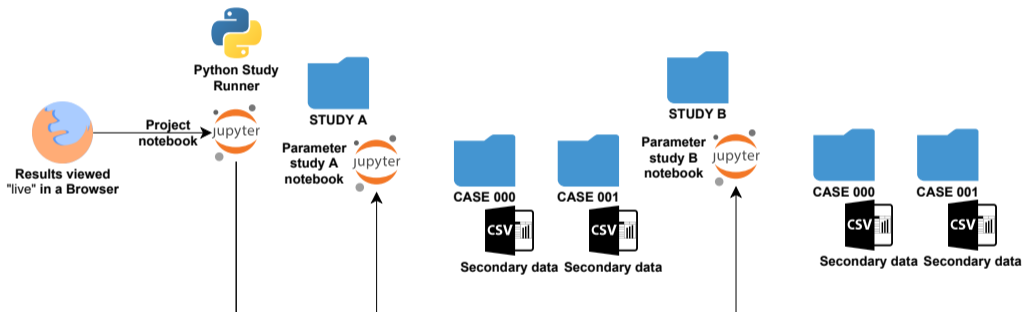 Python Study
Runner
Project
notebook
jupyter
Results viewed
"live" in a Browser
STUDY A
Parameter
study A
notebook
jupyter
CASE 000
CSV
Secondary data
CASE 001
CSV
Secondary data
STUDY B
Parameter
study B
notebook
jupyter
CASE 000
CSV
Secondary data
CASE 001
CSV
Secondary data